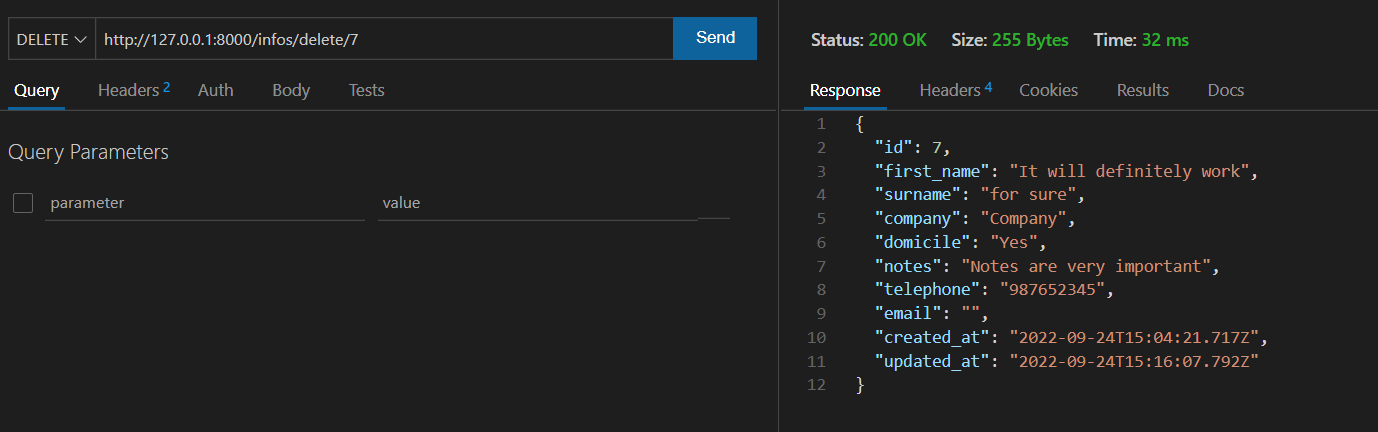 DELETE http://127.0.0.1:8000/infos/delete/7 Send
Query Headers 2 Auth Body Tests
Query Parameters
parameter value
Status: 200 OK Size: 255 Bytes Time: 32 ms
Response Headers 4 Cookies Results Docs
1 {
2 "id": 7,
3 "first_name": "It will definitely work",
4 "surname": "for sure",
5 "company": "Company",
6 "domicile": "Yes",
7 "notes": "Notes are very important",
8 "telephone": "987652345",
9 "email": "",
10 "created_at": "2022-09-24T15:04:21.717Z",
11 "updated_at": "2022-09-24T15:16:07.792Z"
12 }